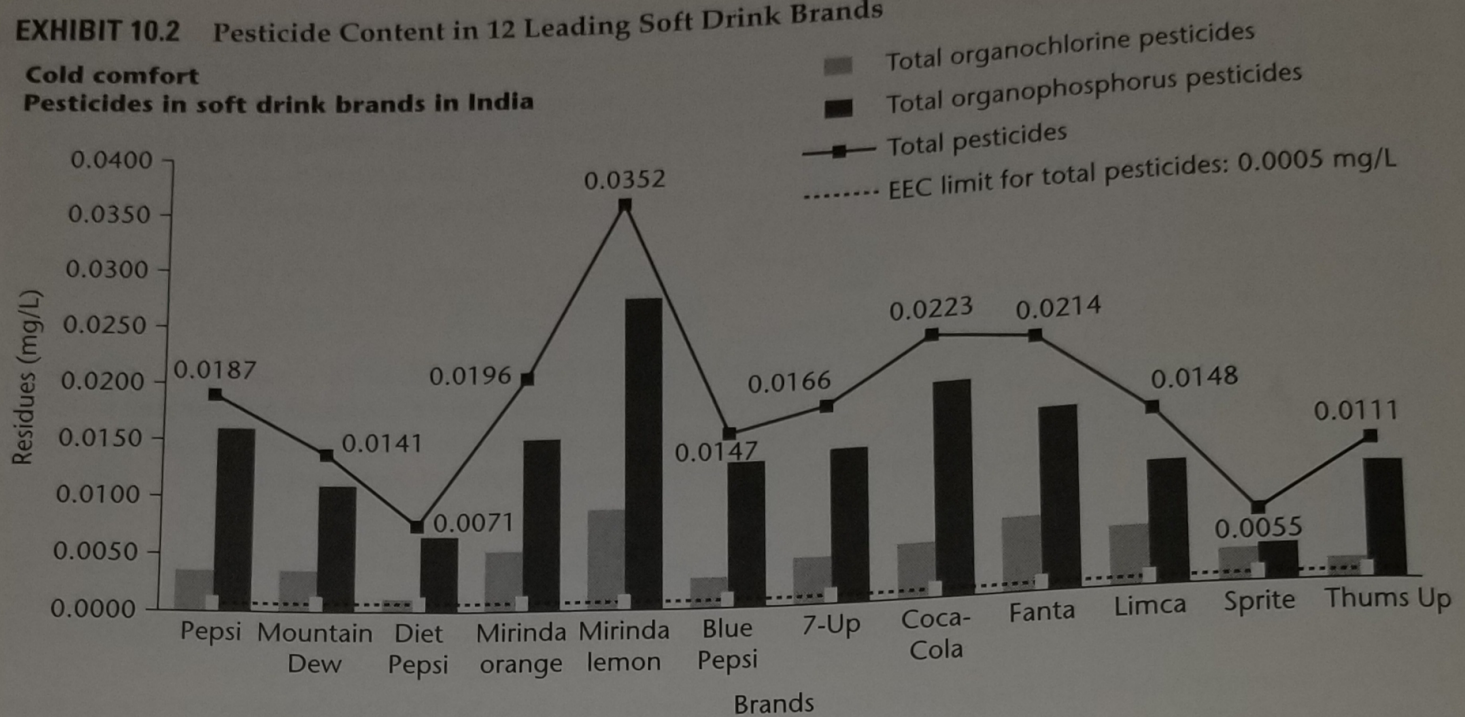 EXHIBIT 10.2 Pesticide Content in 12 Leading Soft Drink Brands
Cold comfort
Pesticides in soft drink brands in India
Total organochlorine pesticides
Total organophosphorus pesticides
Total pesticides
EEC limit for total pesticides: 0.0005 mg/L
Residues (mg/L)
0.0400
0.0350
0.0300
0.0250
0.0200
0.0150
0.0100
0.0050
0.0000
0.0187
0.0141
0.0071
0.0196
0.0352
0.0147
0.0166
0.0223
0.0214
0.0148
0.0055
0.0111
Pepsi
Mountain
Dew
Diet
Pepsi
Mirinda
orange
Mirinda
lemon
Blue
Pepsi
7-Up
Coca-
Cola
Fanta
Limca
Sprite
Thums Up
Brands